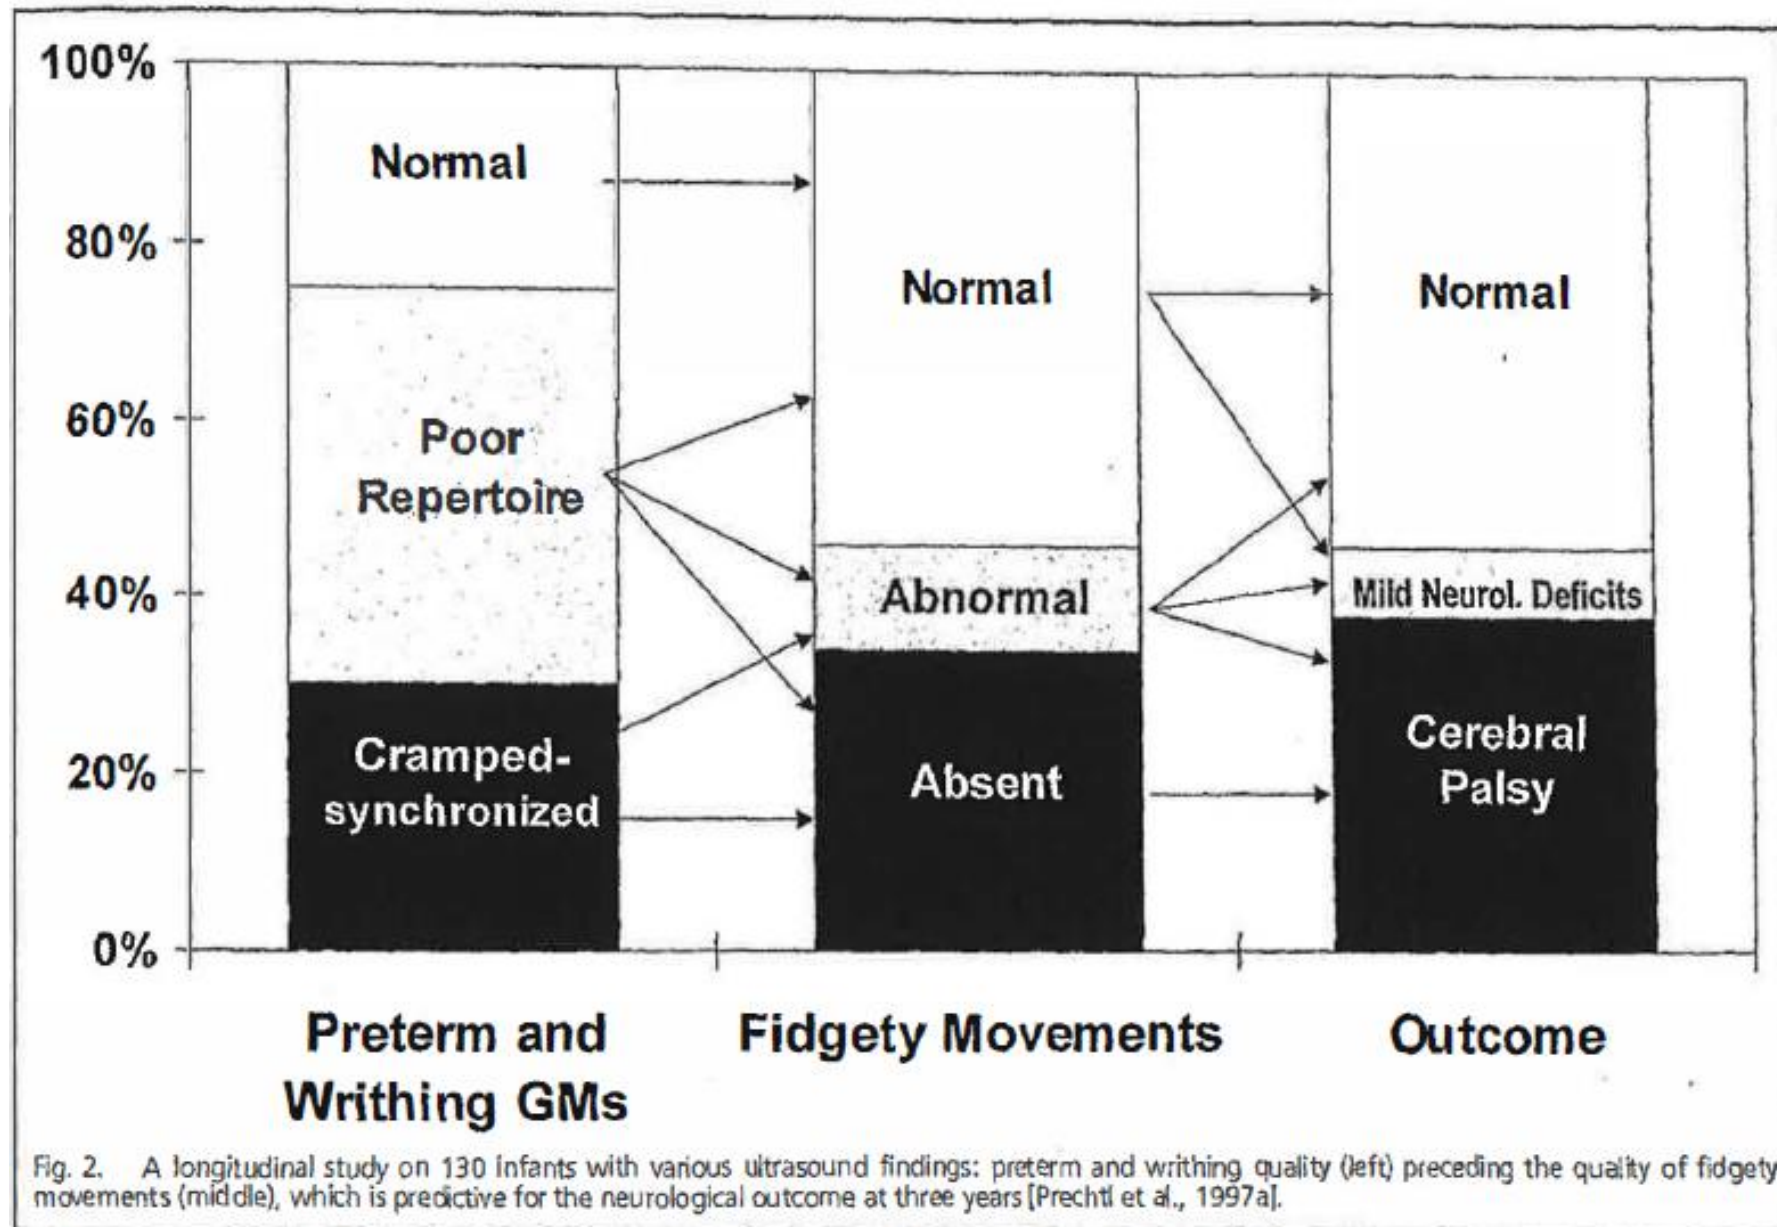 100%
80%
60%
40%
20%
0%
Normal
Poor
Repertoire
Cramped-
synchronized
Normal
Abnormal
Absent
Normal
Mild Neurol. Deficits
Cerebral
Palsy
Preterm and
Writhing GMs
Fidgety Movements
Outcome
Fig. 2. A longitudinal study on 130 infants with various ultrasound findings: preterm and writhing quality (left) preceding the quality of fidgety
movements (middle), which is predictive for the neurological outcome at three years [Prechtl et al., 1997a].